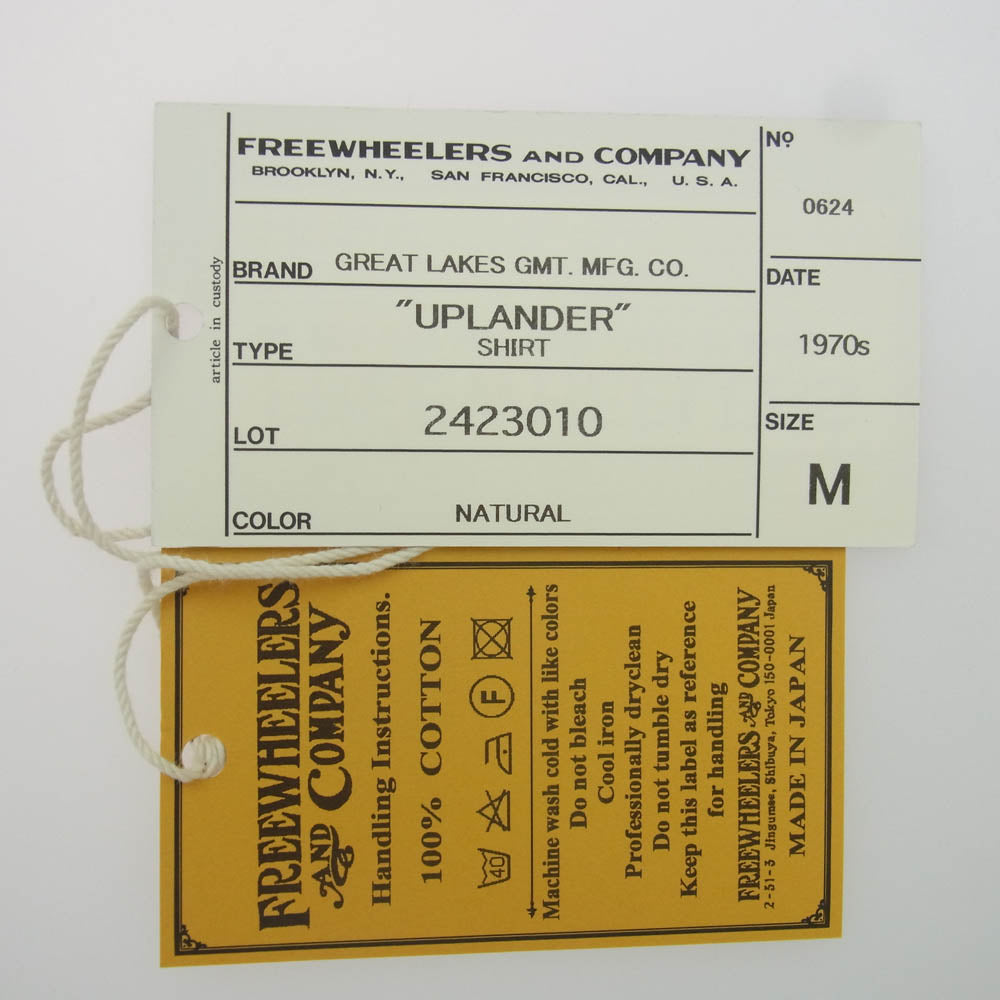 FREEWHEELERS AND COMPANY
BROOKLYN, N.Y., SAN FRANCISCO, CAL., U. S. A.
BRAND GREAT LAKES GMT. MFG. CO.
TYPE "UPLANDER"
SHIRT
LOT 2423010
COLOR NATURAL
Nº
0624
DATE
1970s
SIZE
M
article in custody
FREEWHEELERS
AND COMPANY
Handling Instructions.
100% COTTON
40 F
Machine wash cold with like colors
Do not bleach
Cool iron
Professionally dryclean
Do not tumble dry
Keep this label as reference
for handling
FREEWHEELERS AND COMPANY
2-31-3 Jingumae, Shibuya, Tokyo 150-0001 Japan
MADE IN JAPAN